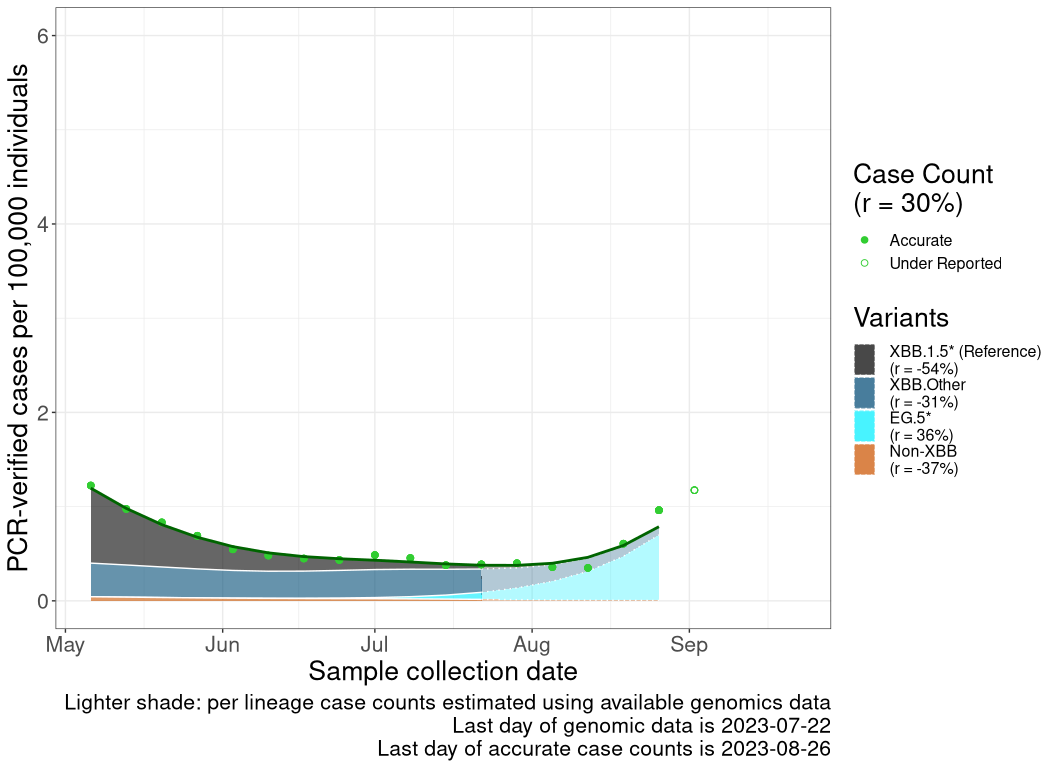 PCR-verified cases per 100,000 individuals
6
4
2
0
May
Jun
Jul
Aug
Sep
Sample collection date
Lighter shade: per lineage case counts estimated using available genomics data
Last day of genomic data is 2023-07-22
Last day of accurate case counts is 2023-08-26
Case Count
(r = 30%)
Accurate
Under Reported
Variants
XBB.1.5* (Reference)
(r = -54%)
XBB.Other
(r = -31%)
EG.5*
(r = 36%)
Non-XBB
(r = -37%)